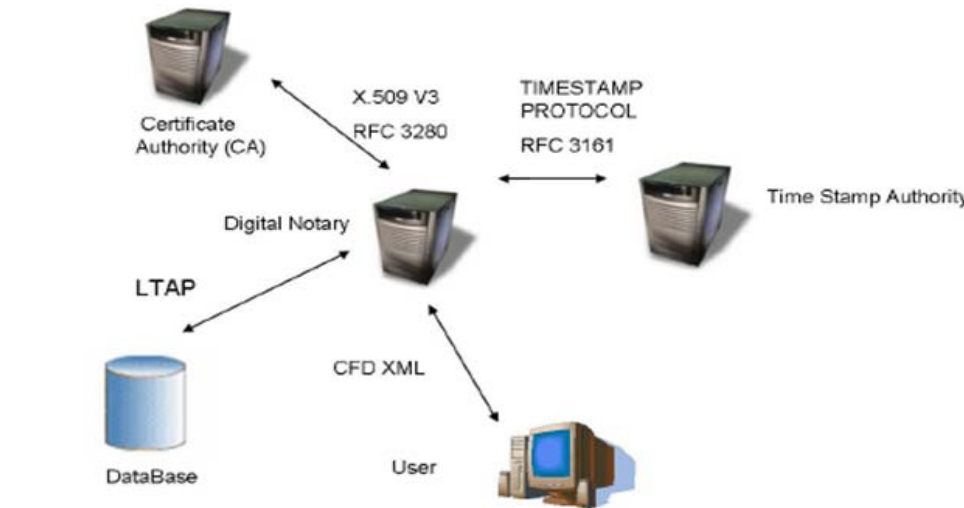 X.509 V3
RFC 3280
TIMESTAMP
PROTOCOL
RFC 3161
Certificate
Authority (CA)
Time Stamp Authority
Digital Notary
LTAP
CFD XML
DataBase
User